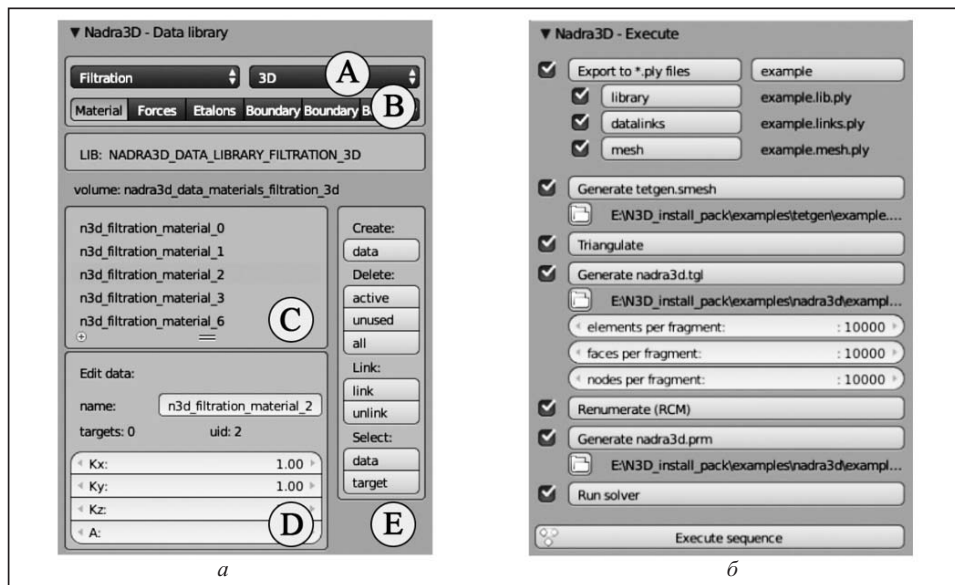 Nadra3D - Data library
Filtration 3D A
Material Forces Etalons Boundary Boundary B
LIB: NADRA3D_DATA_LIBRARY_FILTRATION_3D
volume: nadra3d_data_materials_filtration_3d
n3d_filtration_material_0
n3d_filtration_material_1
n3d_filtration_material_2
n3d_filtration_material_3
n3d_filtration_material_6
C
Edit data:
name: n3d_filtration_material_2
targets: 0 uid: 2
Kx: 1.00
Ky: 1.00
Kz:
A:
D
Create:
data
Delete:
active
unused
all
Link:
link
unlink
Select:
data
target
E
а
Nadra3D - Execute
Export to *.ply files example
library example.lib.ply
datalinks example.links.ply
mesh example.mesh.ply
Generate tetgen.smesh
E:\N3D_install_pack\examples\tetgen\example....
Triangulate
Generate nadra3d.tgl
E:\N3D_install_pack\examples\nadra3d\exampl...
elements per fragment: : 10000
faces per fragment: : 10000
nodes per fragment: : 10000
Renumerate (RCM)
Generate nadra3d.prm
E:\N3D_install_pack\examples\nadra3d\exampl...
Run solver
Execute sequence
б